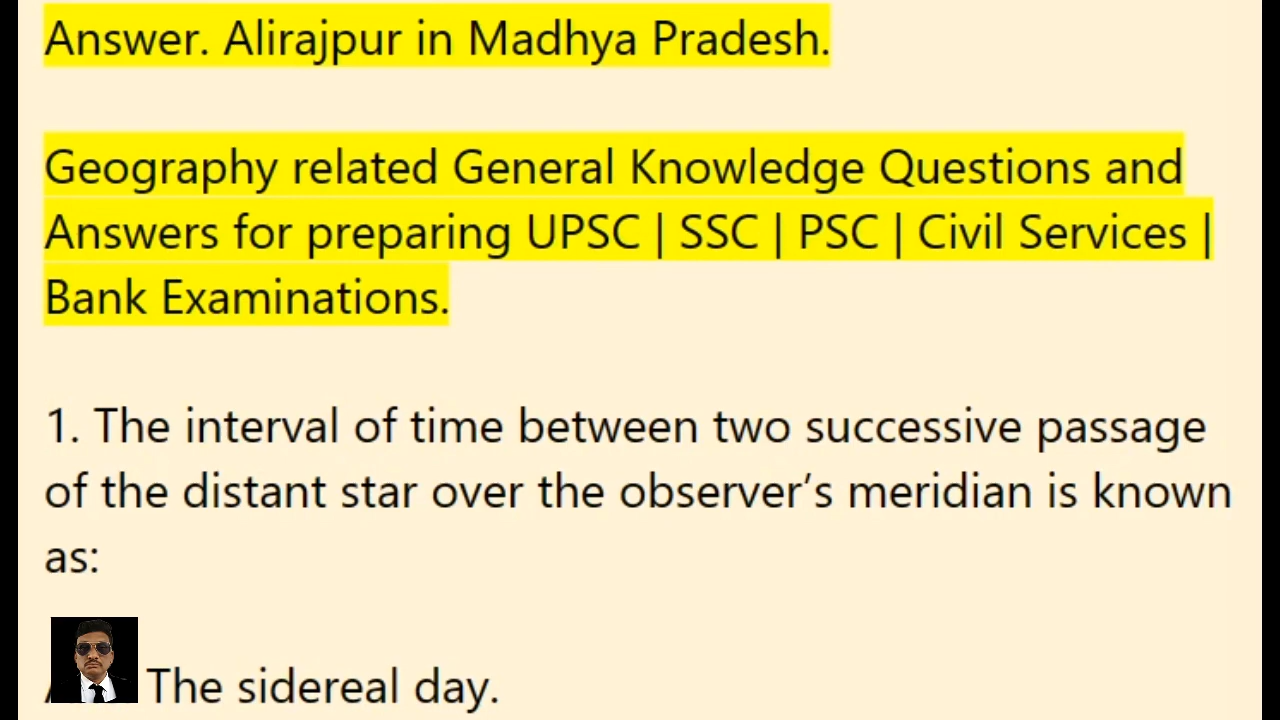 Answer. Alirajpur in Madhya Pradesh.
Geography related General Knowledge Questions and
Answers for preparing UPSC | SSC | PSC | Civil Services |
Bank Examinations.
1. The interval of time between two successive passage
of the distant star over the observer’s meridian is known
as:
The sidereal day.